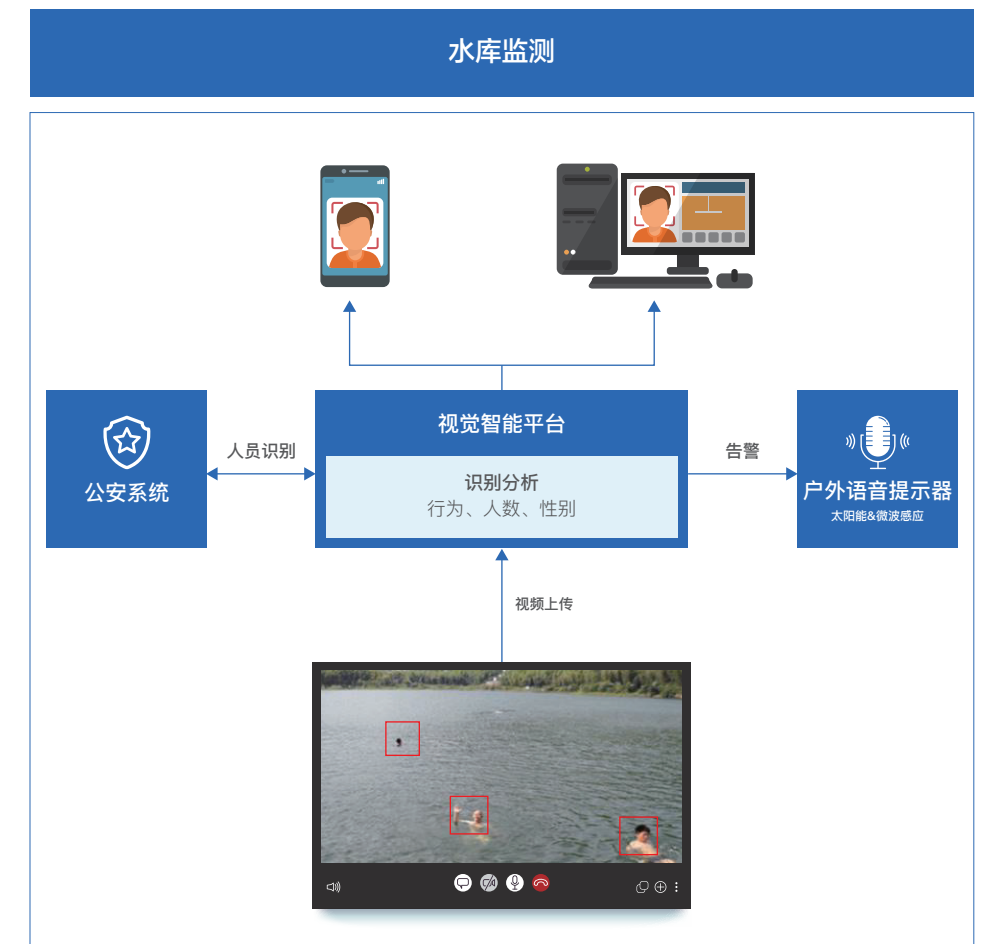 水库监测
视觉智能平台
人员识别
告警
识别分析
行为、人数、性别
公安系统
户外语音提示器
太阳能&微波感应
视频上传